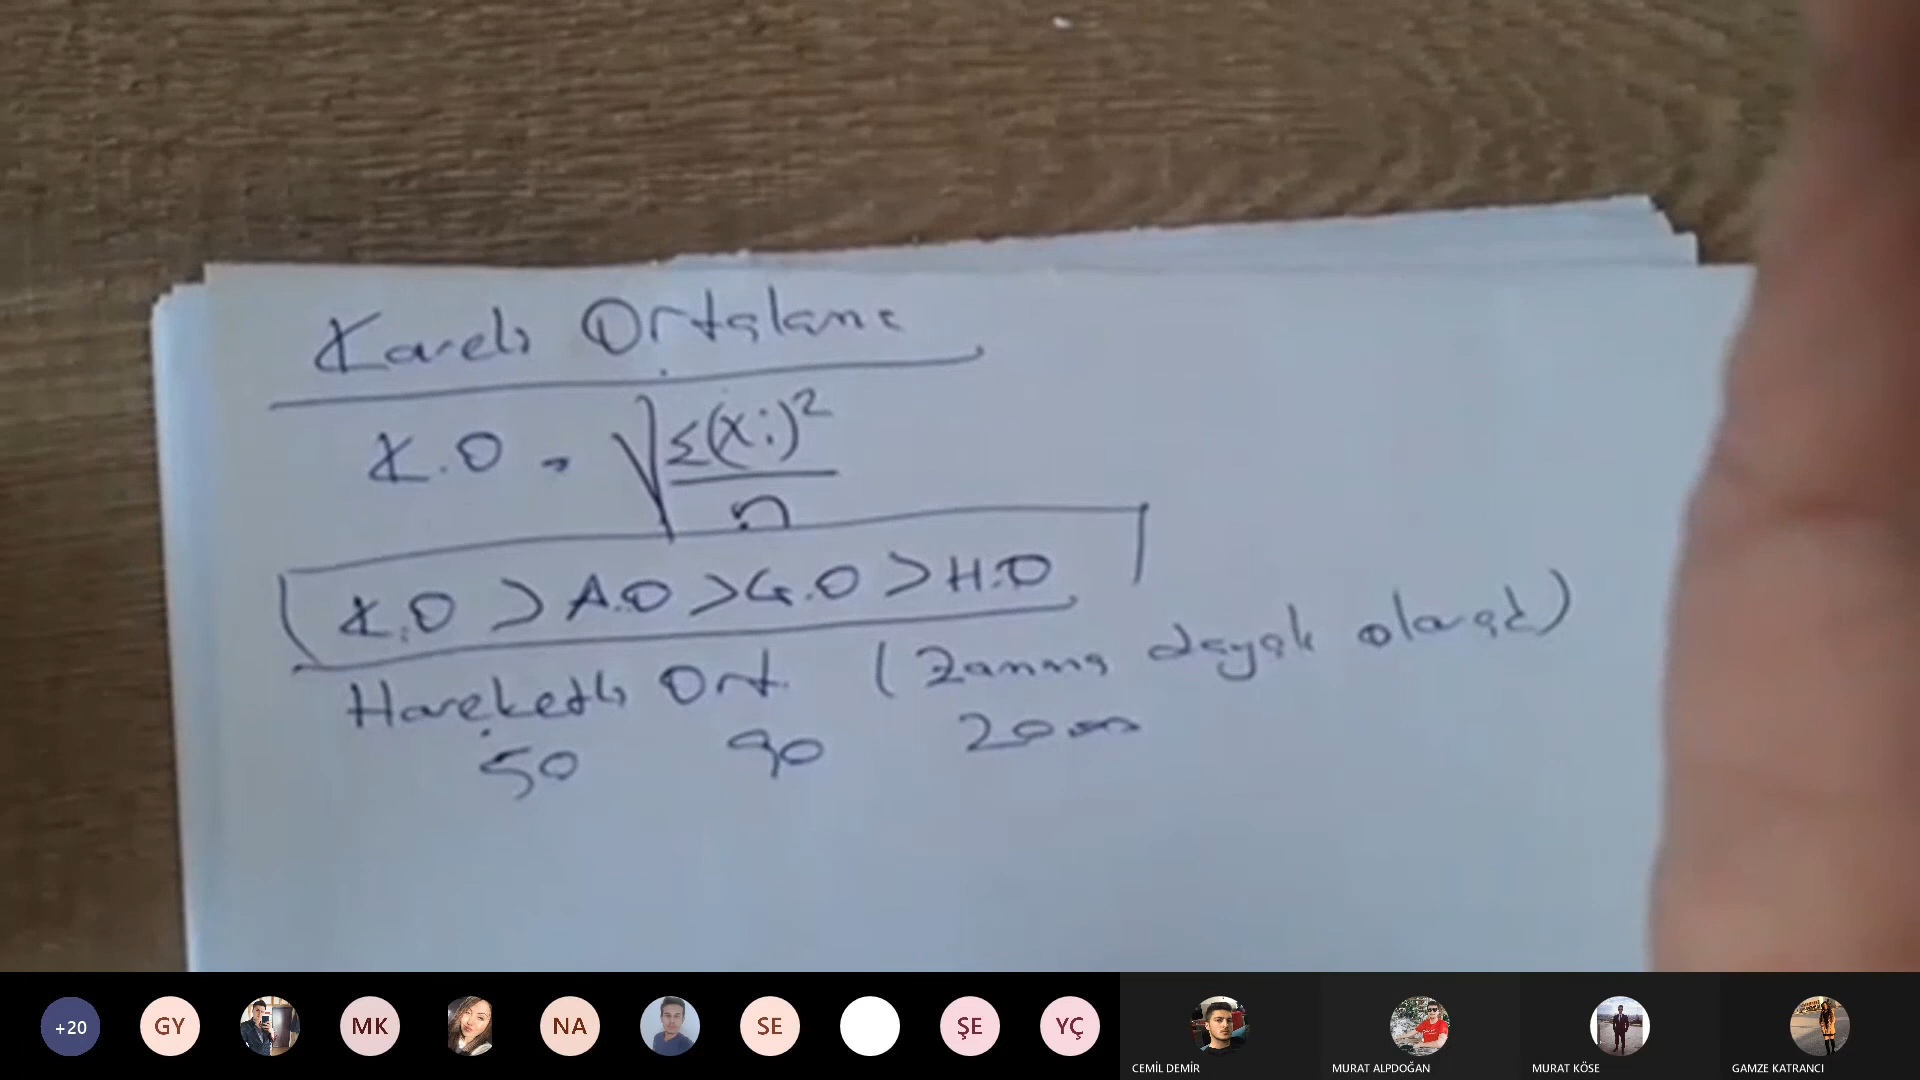 Kareli Ortalama
K.O = √Σ(xi)²
n
K.O > A.O > G.O > H.O
Hareketli Ort. (Zamana dayalı olarak)
50 90 2000
+20 GY MK NA SE ŞE YÇ
CEMİL DEMİR MURAT ALPDOĞAN MURAT KÖSE GAMZE KATRANCI